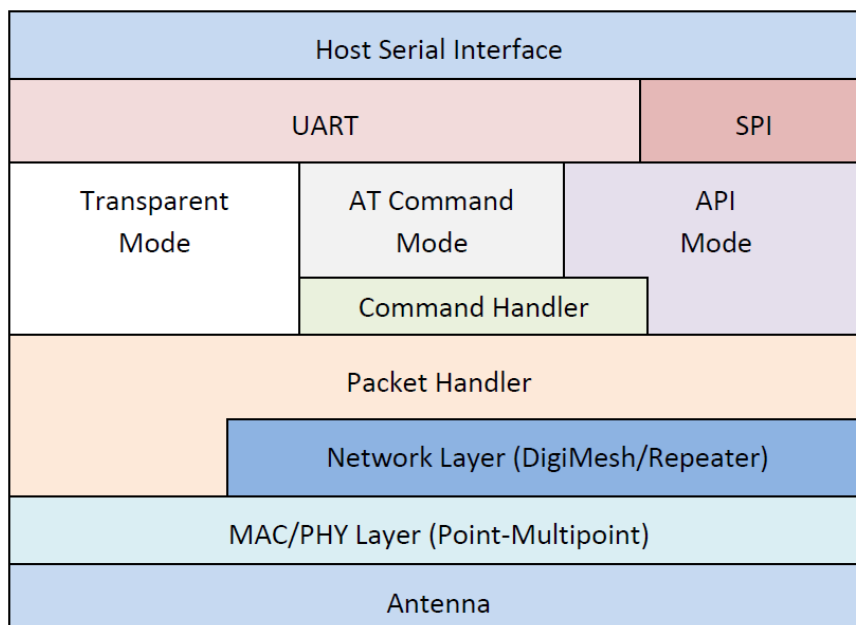 Host Serial Interface
UART
SPI
Transparent
Mode
AT Command
Mode
API
Mode
Command Handler
Packet Handler
Network Layer (DigiMesh/Repeater)
MAC/PHY Layer (Point-Multipoint)
Antenna